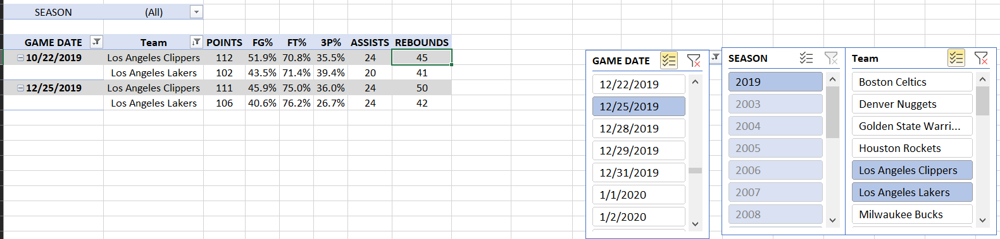 SEASON (All)
GAME DATE Team POINTS FG% FT% 3P% ASSISTS REBOUNDS
10/22/2019 Los Angeles Clippers 112 51.9% 70.8% 35.5% 24 45
Los Angeles Lakers 102 43.5% 71.4% 39.4% 20 41
12/25/2019 Los Angeles Clippers 111 45.9% 75.0% 36.0% 24 50
Los Angeles Lakers 106 40.6% 76.2% 26.7% 24 42
GAME DATE
12/22/2019
12/25/2019
12/28/2019
12/29/2019
12/31/2019
1/1/2020
1/2/2020
SEASON
2019
2003
2004
2005
2006
2007
2008
Team
Boston Celtics
Denver Nuggets
Golden State Warri...
Houston Rockets
Los Angeles Clippers
Los Angeles Lakers
Milwaukee Bucks